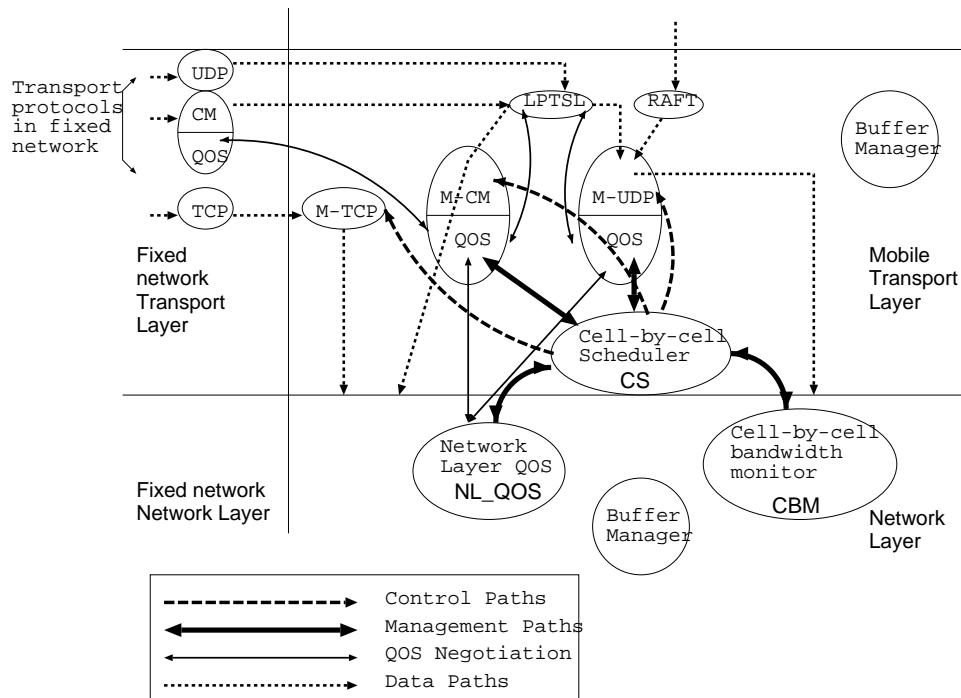 UDP
Transport
protocols
in fixed
network
CM
QOS
LPTSL
RAFT
Buffer
Manager
TCP
M-TCP
M-CM
QOS
M-UDP
QOS
Fixed
network
Transport
Layer
Mobile
Transport
Layer
Cell-by-cell
Scheduler
CS
Network
Layer QOS
NL_QOS
Cell-by-cell
bandwidth
monitor
CBM
Fixed network
Network Layer
Buffer
Manager
Network
Layer
Control Paths
Management Paths
QOS Negotiation
Data Paths